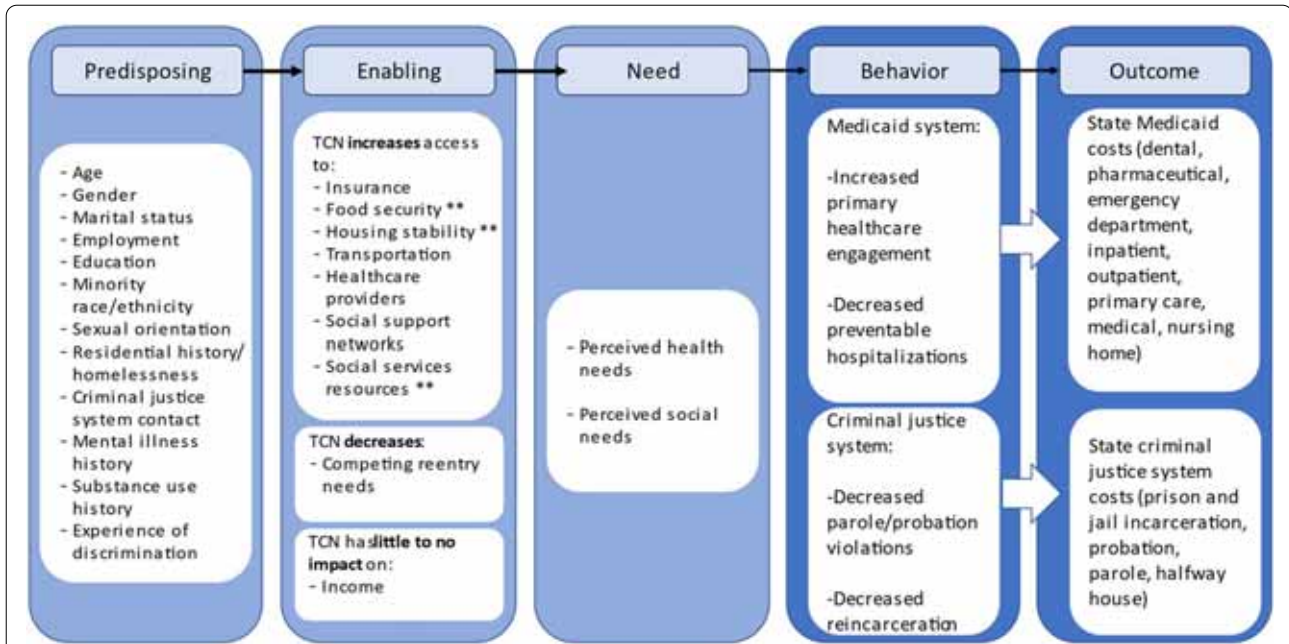 Predisposing
- Age
- Gender
- Marital status
- Employment
- Education
- Minority
race/ethnicity
- Sexual orientation
- Residential history/
homelessness
- Criminal justice
system contact
- Mental illness
history
- Substance use
history
- Experience of
discrimination
Enabling
TCN increases access
to:
- Insurance
- Food security **
- Housing stability **
- Transportation
- Healthcare
providers
- Social support
networks
- Social services
resources **
TCN decreases:
- Competing reentry
needs
TCN haslittle to no
impact on:
- Income
Need
- Perceived health
needs
- Perceived social
needs
Behavior
Medicaid system:
-Increased
primary
healthcare
engagement
-Decreased
preventable
hospitalizations
Criminal justice
system:
-Decreased
parole/probation
violations
-Decreased
reincarceration
Outcome
State Medicaid
costs (dental,
pharmaceutical,
emergency
department,
inpatient,
outpatient,
primary care,
medical, nursing
home)
State criminal
justice system
costs (prison and
jail incarceration,
probation,
parole, halfway
house)